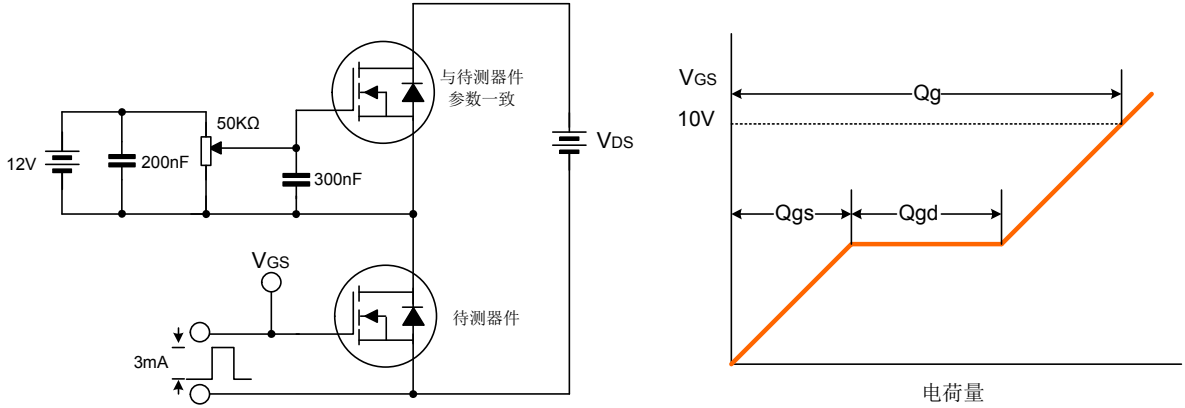 与待测器件
参数一致
50KΩ
12V
200nF
300nF
VDS
VGS
待测器件
3mA
VGS
10V
Qg
Qgs
Qgd
电荷量